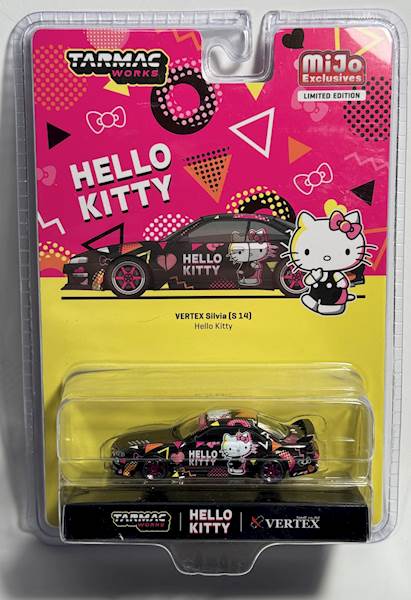 TARMAC
WORKS
MiJo
Exclusives
LIMITED EDITION
HELLO
KITTY
HELLO
KITTY
VERTEX Silvia (S 14)
Hello Kitty
HELLO
KITTY
TARMAC
WORKS
HELLO
KITTY
VERTEX